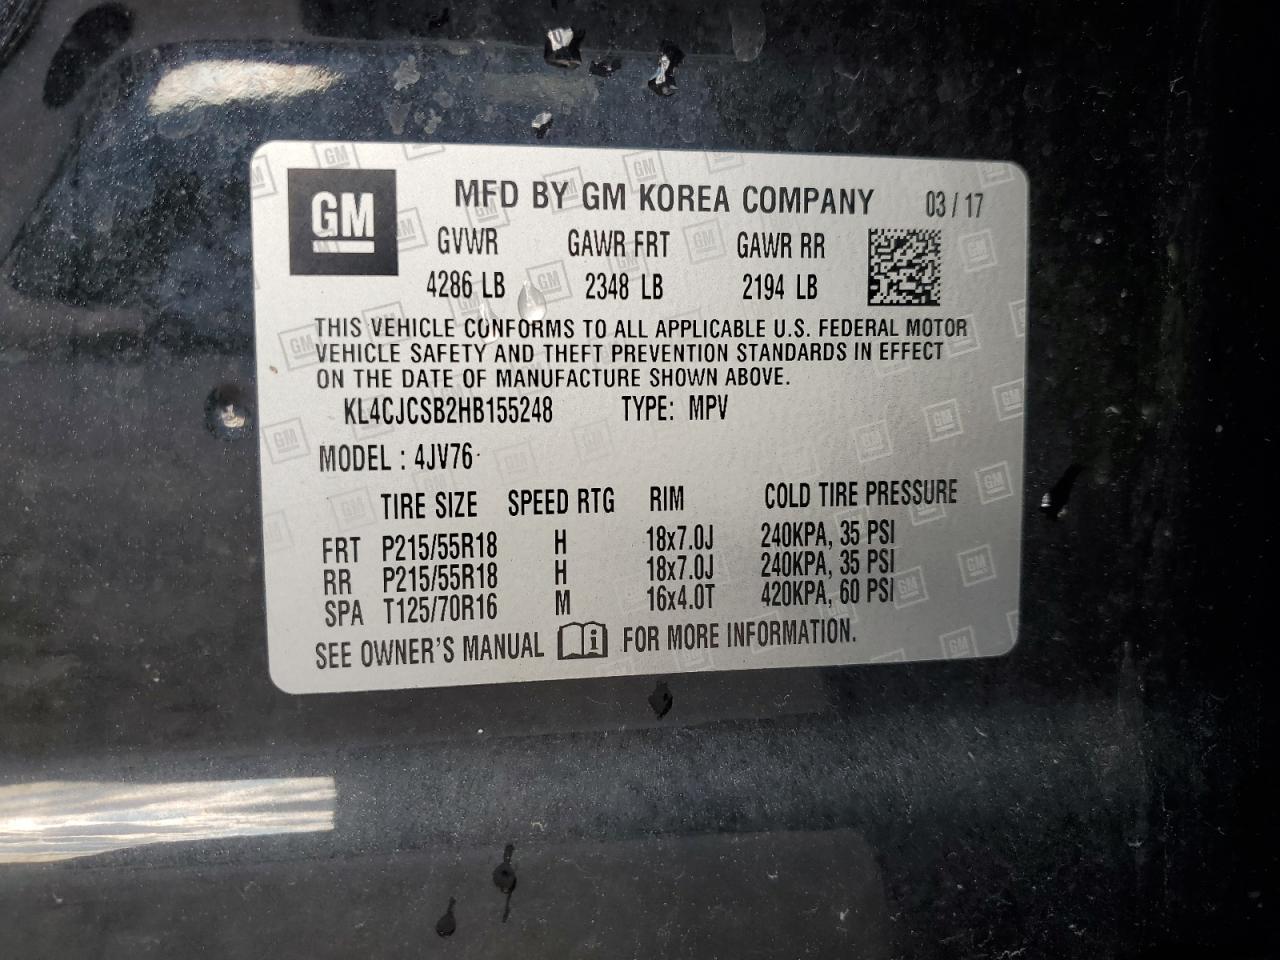 GM
MFD BY GM KOREA COMPANY 03 / 17
GVWR GAWR FRT GAWR RR
4286 LB 2348 LB 2194 LB
THIS VEHICLE CONFORMS TO ALL APPLICABLE U.S. FEDERAL MOTOR
VEHICLE SAFETY AND THEFT PREVENTION STANDARDS IN EFFECT
ON THE DATE OF MANUFACTURE SHOWN ABOVE.
KL4CJCSB2HB155248 TYPE: MPV
MODEL : 4JV76
TIRE SIZE SPEED RTG RIM COLD TIRE PRESSURE
FRT P215/55R18 H 18x7.0J 240KPA, 35 PSI
RR P215/55R18 H 18x7.0J 240KPA, 35 PSI
SPA T125/70R16 M 16x4.0T 420KPA, 60 PSI
SEE OWNER'S MANUAL FOR MORE INFORMATION.